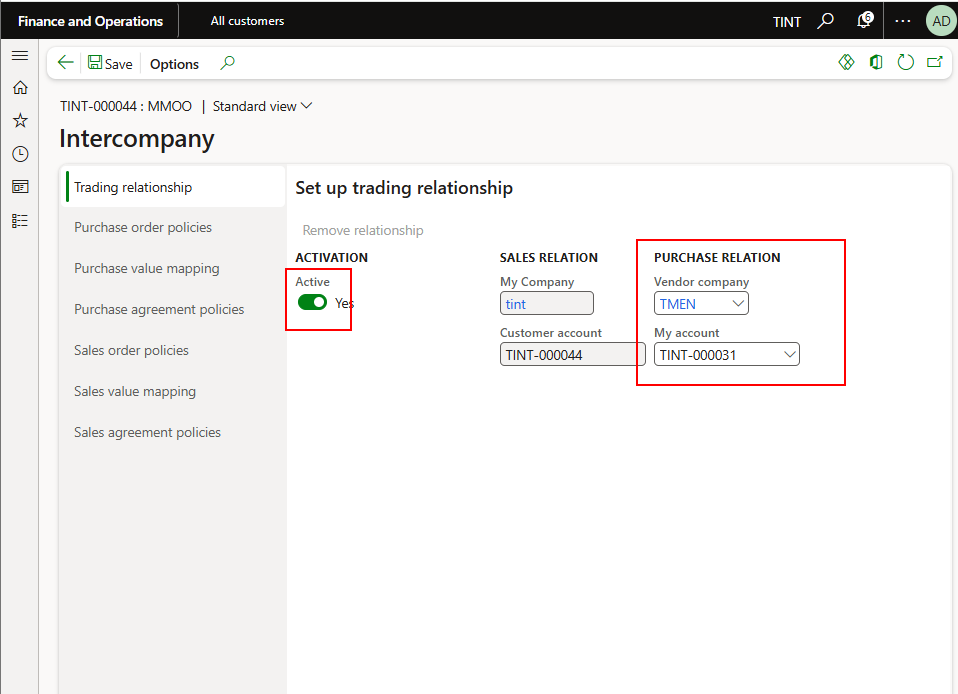 Finance and Operations
All customers
TINT
6
AD
Save
Options
TINT-000044 : MMOO | Standard view
Intercompany
Trading relationship
Purchase order policies
Purchase value mapping
Purchase agreement policies
Sales order policies
Sales value mapping
Sales agreement policies
Set up trading relationship
Remove relationship
ACTIVATION
Active
Yes
SALES RELATION
My Company
tint
Customer account
TINT-000044
PURCHASE RELATION
Vendor company
TMEN
My account
TINT-000031